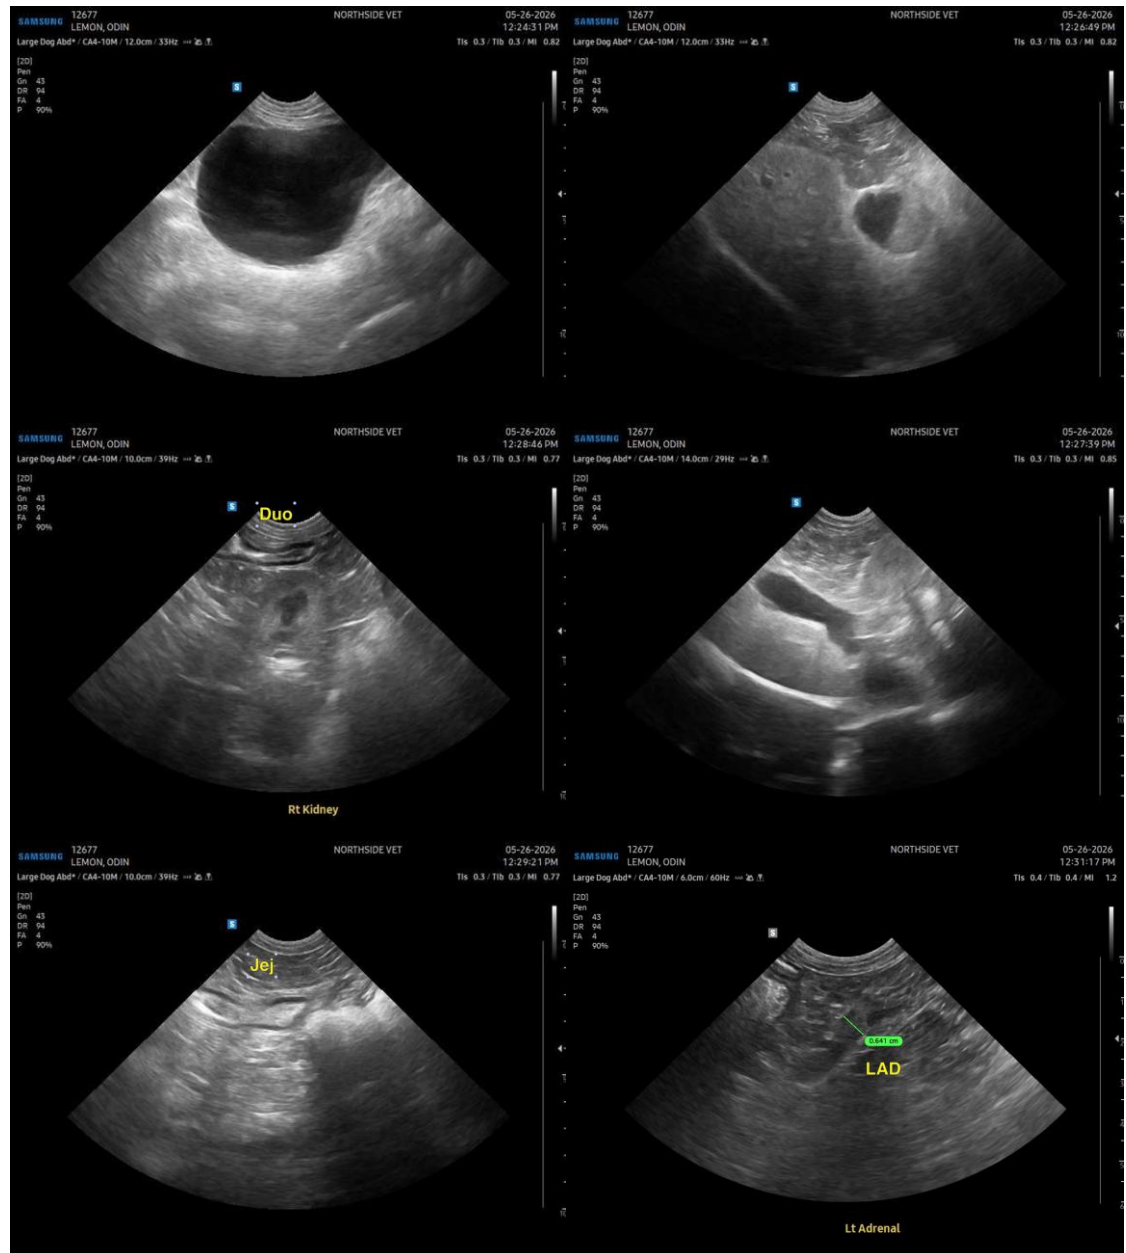 12677
NORTHSIDE VET
05-26-2026
SAMSUNG
LEMON, ODIN
12:24:31 PM
Large Dog Abd* / CA4-10M / 12.0cm / 33Hz
TIs 0.3 / TIb 0.3 / MI 0.82
[2D]
Pen
Gn 43
DR 94
FA 4
P 90%
S
12677
NORTHSIDE VET
05-26-2026
SAMSUNG
LEMON, ODIN
12:26:49 PM
Large Dog Abd* / CA4-10M / 12.0cm / 33Hz
TIs 0.3 / TIb 0.3 / MI 0.82
[2D]
Pen
Gn 43
DR 94
FA 4
P 90%
S
12677
NORTHSIDE VET
05-26-2026
SAMSUNG
LEMON, ODIN
12:28:46 PM
Large Dog Abd* / CA4-10M / 10.0cm / 39Hz
TIs 0.3 / TIb 0.3 / MI 0.77
[2D]
Pen
Gn 43
DR 94
FA 4
P 90%
S
Duo
Rt Kidney
12677
NORTHSIDE VET
05-26-2026
SAMSUNG
LEMON, ODIN
12:27:39 PM
Large Dog Abd* / CA4-10M / 14.0cm / 29Hz
TIs 0.3 / TIb 0.3 / MI 0.85
[2D]
Pen
Gn 43
DR 94
FA 4
P 90%
S
12677
NORTHSIDE VET
05-26-2026
SAMSUNG
LEMON, ODIN
12:29:21 PM
Large Dog Abd* / CA4-10M / 10.0cm / 39Hz
TIs 0.3 / TIb 0.3 / MI 0.77
[2D]
Pen
Gn 43
DR 94
FA 4
P 90%
S
Jej
12677
NORTHSIDE VET
05-26-2026
SAMSUNG
LEMON, ODIN
12:31:17 PM
Large Dog Abd* / CA4-10M / 6.0cm / 60Hz
TIs 0.4 / TIb 0.4 / MI 1.2
[2D]
Pen
Gn 43
DR 94
FA 4
P 90%
S
0.641 cm
LAD
Lt Adrenal